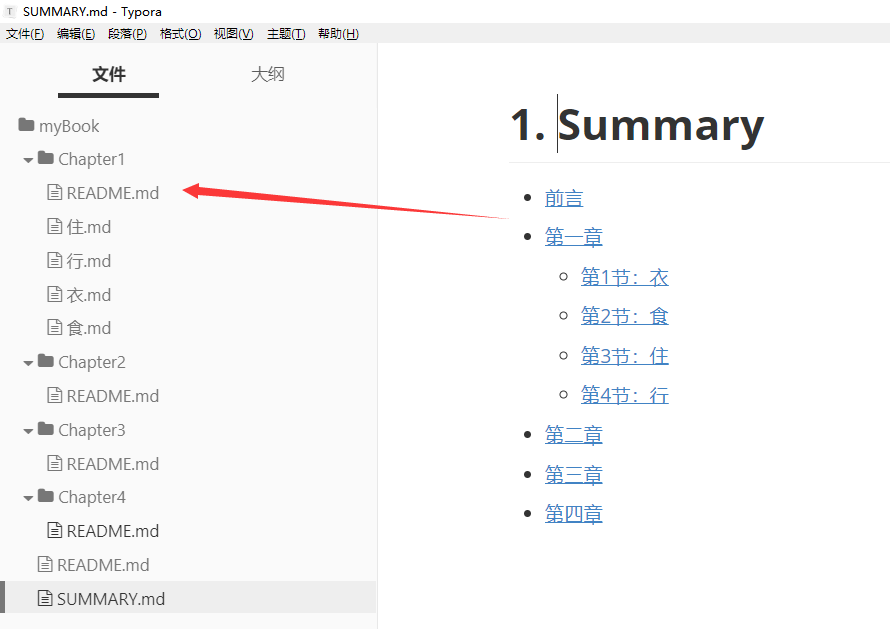 SUMMARY.md - Typora
文件(F) 编辑(E) 段落(P) 格式(O) 视图(V) 主题(T) 帮助(H)
文件 大纲
myBook
Chapter1
README.md
住.md
行.md
衣.md
食.md
Chapter2
README.md
Chapter3
README.md
Chapter4
README.md
README.md
SUMMARY.md
1. Summary
前言
第一章
第1节：衣
第2节：食
第3节：住
第4节：行
第二章
第三章
第四章